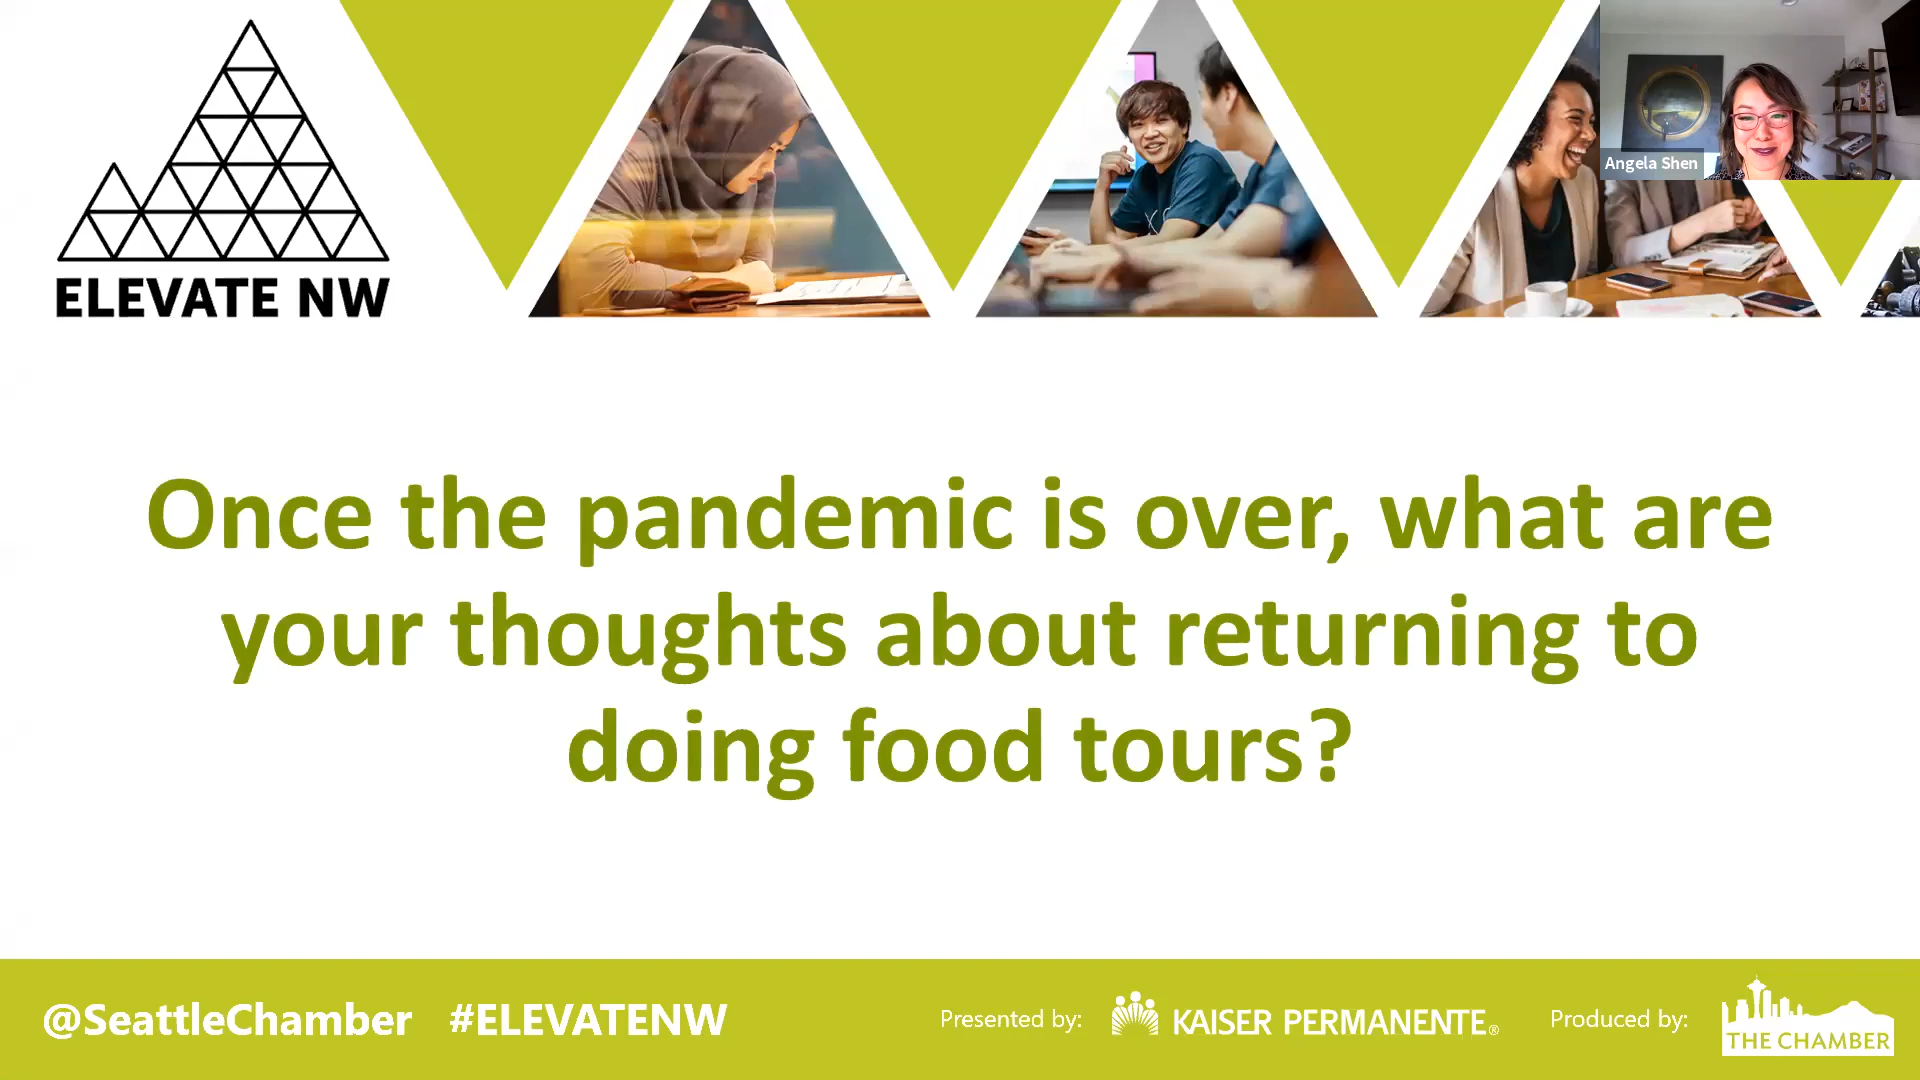 Angela Shen
ELEVATE NW
Once the pandemic is over, what are
your thoughts about returning to
doing food tours?
@SeattleChamber #ELEVATENW
Presented by: KAISER PERMANENTE®
Produced by: THE CHAMBER